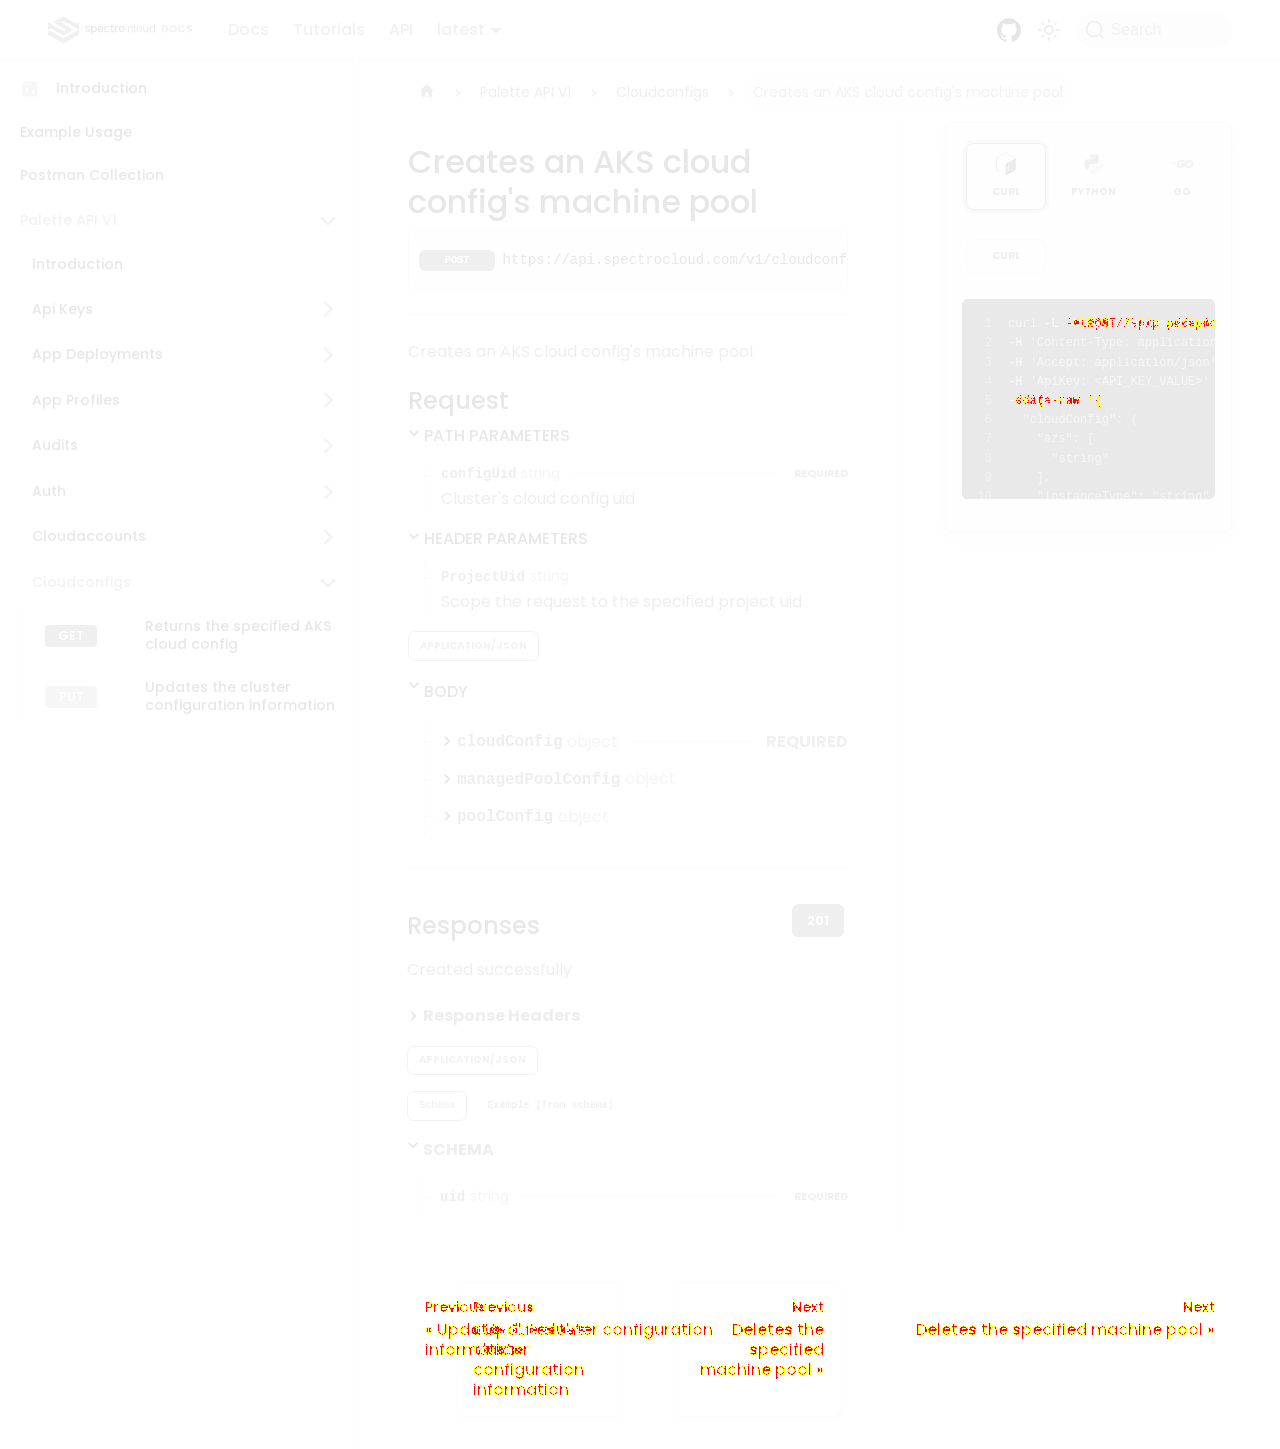 spectro cloud DOCS Docs Tutorials API latest Search
Introduction
Example Usage
Postman Collection
Palette API V1
Introduction
Api Keys
App Deployments
App Profiles
Audits
Auth
Cloudaccounts
Cloudconfigs
GET Returns the specified AKS
cloud config
PUT Updates the cluster
configuration information
Palette API V1 Cloudconfigs Creates an AKS cloud config's machine pool
Creates an AKS cloud
config's machine pool
POST https://api.spectrocloud.com/v1/cloudconf
Creates an AKS cloud config's machine pool
Request
PATH PARAMETERS
configUid string REQUIRED
Cluster's cloud config uid
HEADER PARAMETERS
ProjectUid string
Scope the request to the specified project uid
APPLICATION/JSON
BODY
cloudConfig object REQUIRED
managedPoolConfig object
poolConfig object
Responses 201
Created successfully
Response Headers
APPLICATION/JSON
Schema Example (from schema)
SCHEMA
uid string REQUIRED
CURL PYTHON GO
CURL
1 curl -L
2 -H 'Content-Type: application
3 -H 'Accept: application/json'
4 -H 'ApiKey: <API_KEY_VALUE>'
5 data-raw '{
6 "cloudConfig": {
7 "azs": [
8 "string"
9 ],
10 "instanceType": "string"
Previous Previous Next Next
configuration Deletes the Deletes the specified machine pool »
specified
configuration machine pool »
information